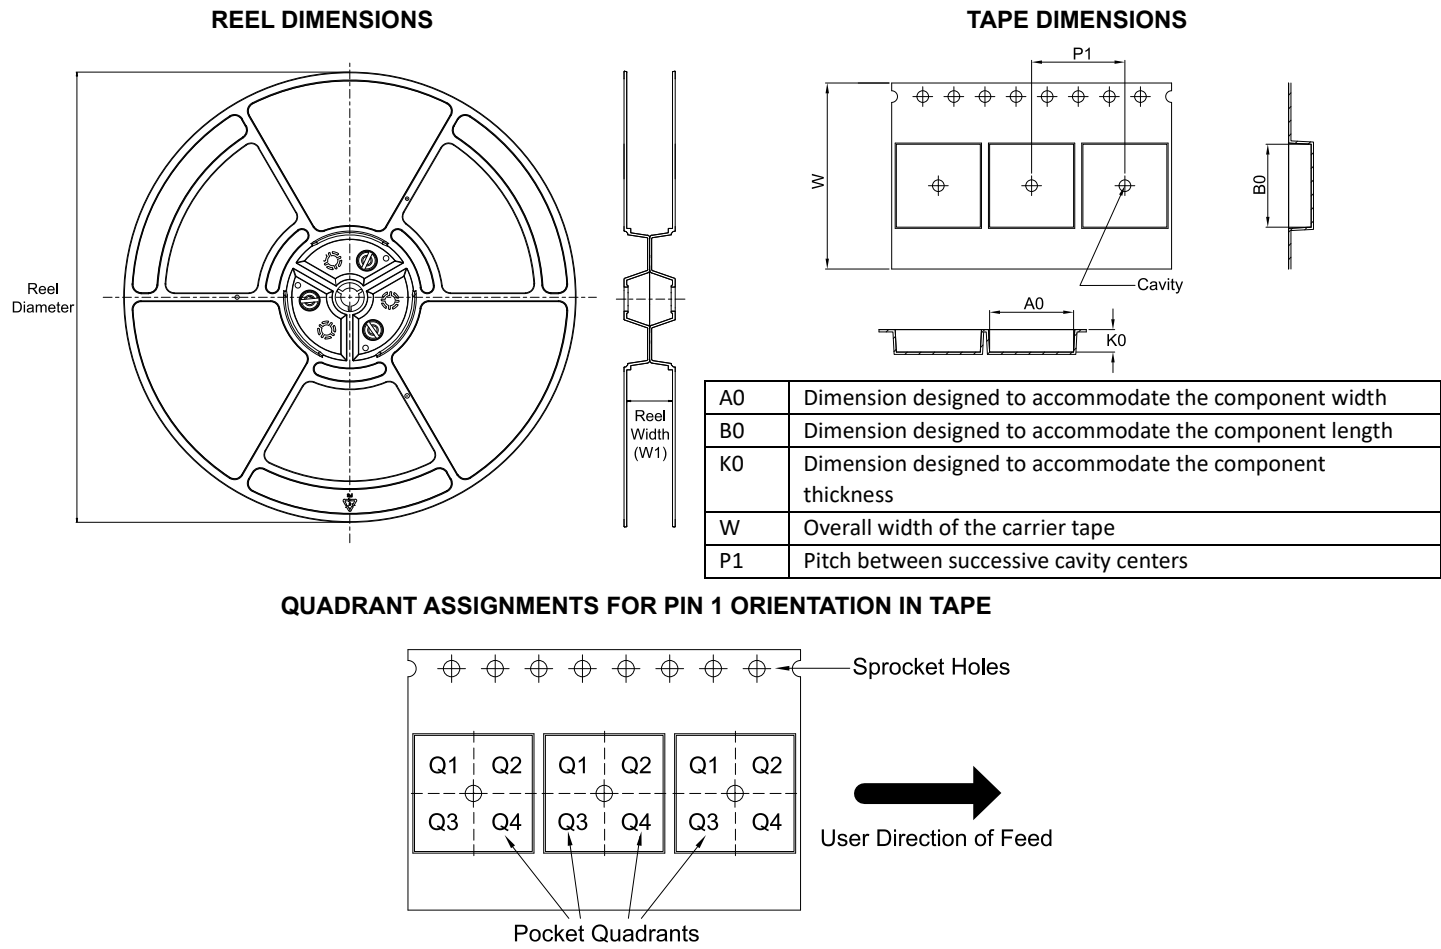 REEL DIMENSIONS
TAPE DIMENSIONS
Reel
Diameter
Reel
Width
(W1)
P1
W
B0
Cavity
A0
K0
A0 Dimension designed to accommodate the component width
B0 Dimension designed to accommodate the component length
K0 Dimension designed to accommodate the component
thickness
W Overall width of the carrier tape
P1 Pitch between successive cavity centers
QUADRANT ASSIGNMENTS FOR PIN 1 ORIENTATION IN TAPE
Sprocket Holes
Q1 Q2 Q1 Q2 Q1 Q2
Q3 Q4 Q3 Q4 Q3 Q4
User Direction of Feed
Pocket Quadrants